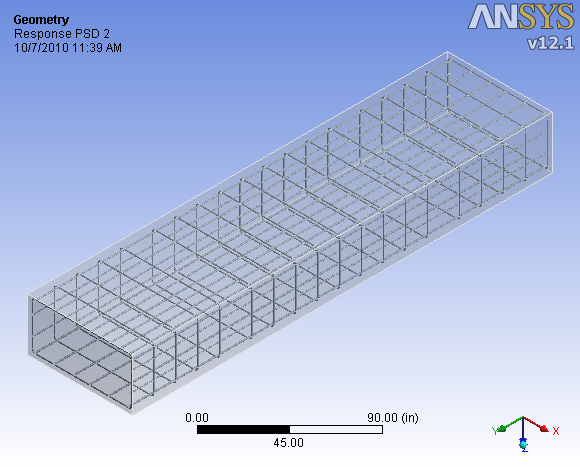 Geometry
Response PSD 2
10/7/2010 11:39 AM
ANSYS
v12.1
0.00
90.00 (in)
45.00
Y
X
Z